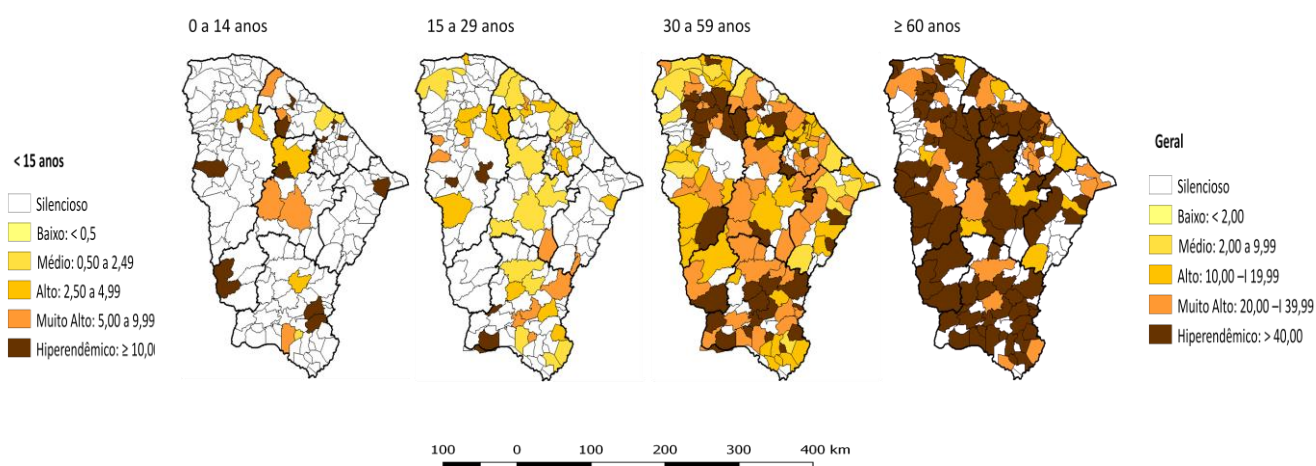 0 a 14 anos
15 a 29 anos
30 a 59 anos
≥ 60 anos
< 15 anos
Silencioso
Baixo: < 0,5
Médio: 0,50 a 2,49
Alto: 2,50 a 4,99
Muito Alto: 5,00 a 9,99
Hiperendêmico: ≥ 10,00
Geral
Silencioso
Baixo: < 2,00
Médio: 2,00 a 9,99
Alto: 10,00 –l 19,99
Muito Alto: 20,00 –l 39,99
Hiperendêmico: > 40,00
100 0 100 200 300 400 km